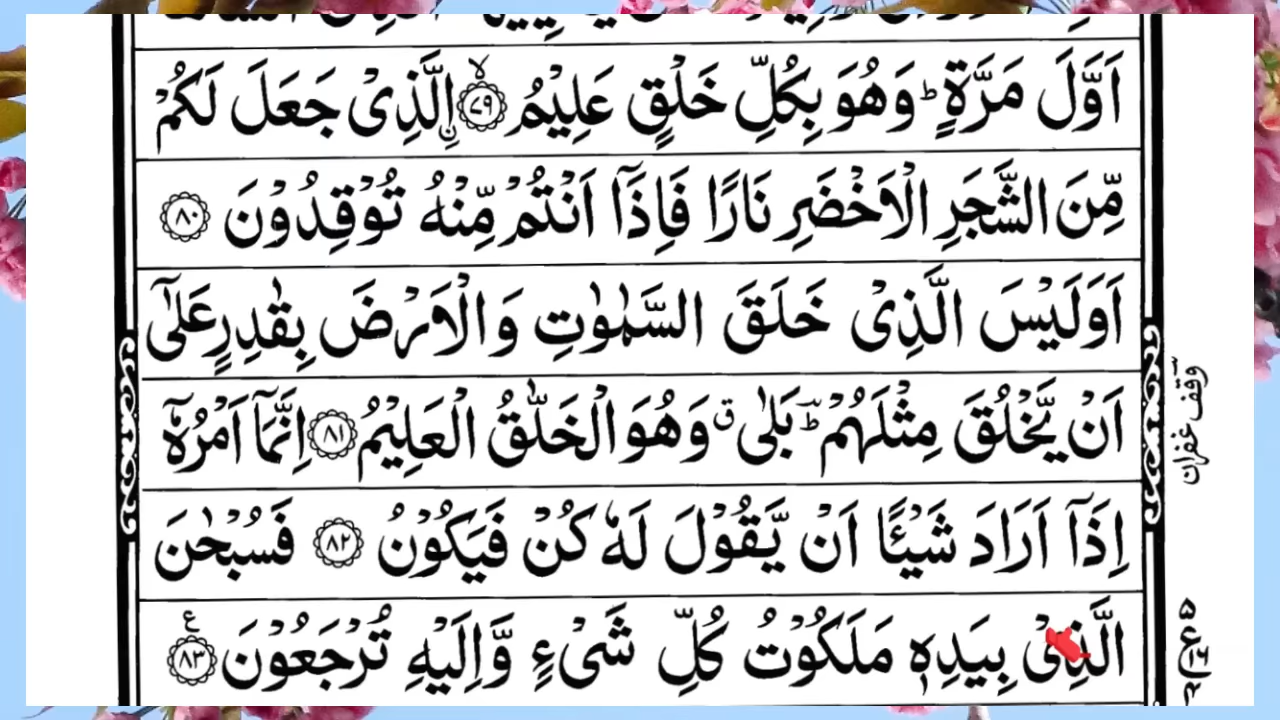 اَوَّلَ مَرَّةٍ ؕ وَهُوَ بِكُلِّ خَلْقٍ عَلِيْمُ ۙ﴿۷۹﴾ اِ۟لَّذِىْ جَعَلَ لَكُمْ
مِّنَ الشَّجَرِ الْاَخْضَرِ نَارًا فَاِذَاۤ اَنْتُمْ مِّنْهُ تُوْقِدُوْنَ ﴿۸۰﴾
اَوَلَيْسَ الَّذِىْ خَلَقَ السَّمٰوٰتِ وَالْاَرْضَ بِقٰدِرٍ عَلٰۤى
اَنْ يَّخْلُقَ مِثْلَهُمْ ؕ بَلٰى ۗ وَهُوَ الْخَلّٰقُ الْعَلِيْمُ ﴿۸۱﴾ اِنَّمَاۤ اَمْرُهٗۤ
اِذَاۤ اَرَادَ شَيْـًٔا اَنْ يَّقُوْلَ لَهٗ كُنْ فَيَكُوْنُ ﴿۸۲﴾ فَسُبْحٰنَ
الَّذِىْ بِيَدِهٖ مَلَكُوْتُ كُلِّ شَىْءٍ وَّاِلَيْهِ تُرْجَعُوْنَ ﴿۸۳﴾ ع
وقف غفران